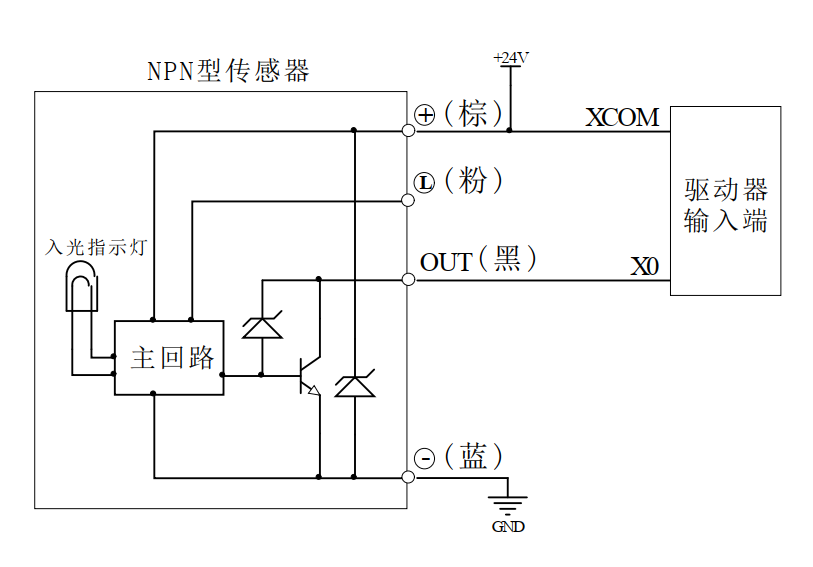 +24V
NPN型传感器
+(棕)
XCOM
L(粉)
驱动器
输入端
入光指示灯
OUT(黑)
X0
主回路
-(蓝)
GND